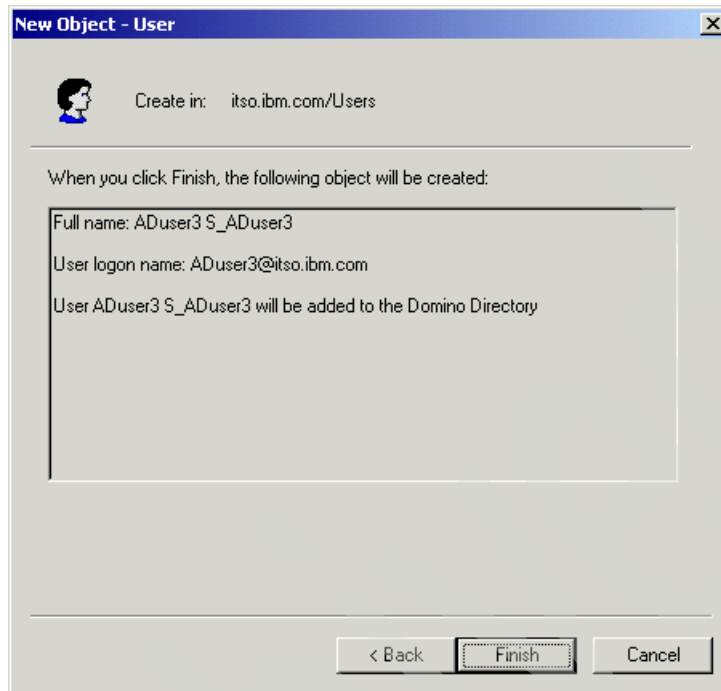 New Object - User
Create in: itso.ibm.com/Users
When you click Finish, the following object will be created:
Full name: ADuser3 S_ADuser3
User logon name: ADuser3@itso.ibm.com
User ADuser3 S_ADuser3 will be added to the Domino Directory
< Back Finish Cancel